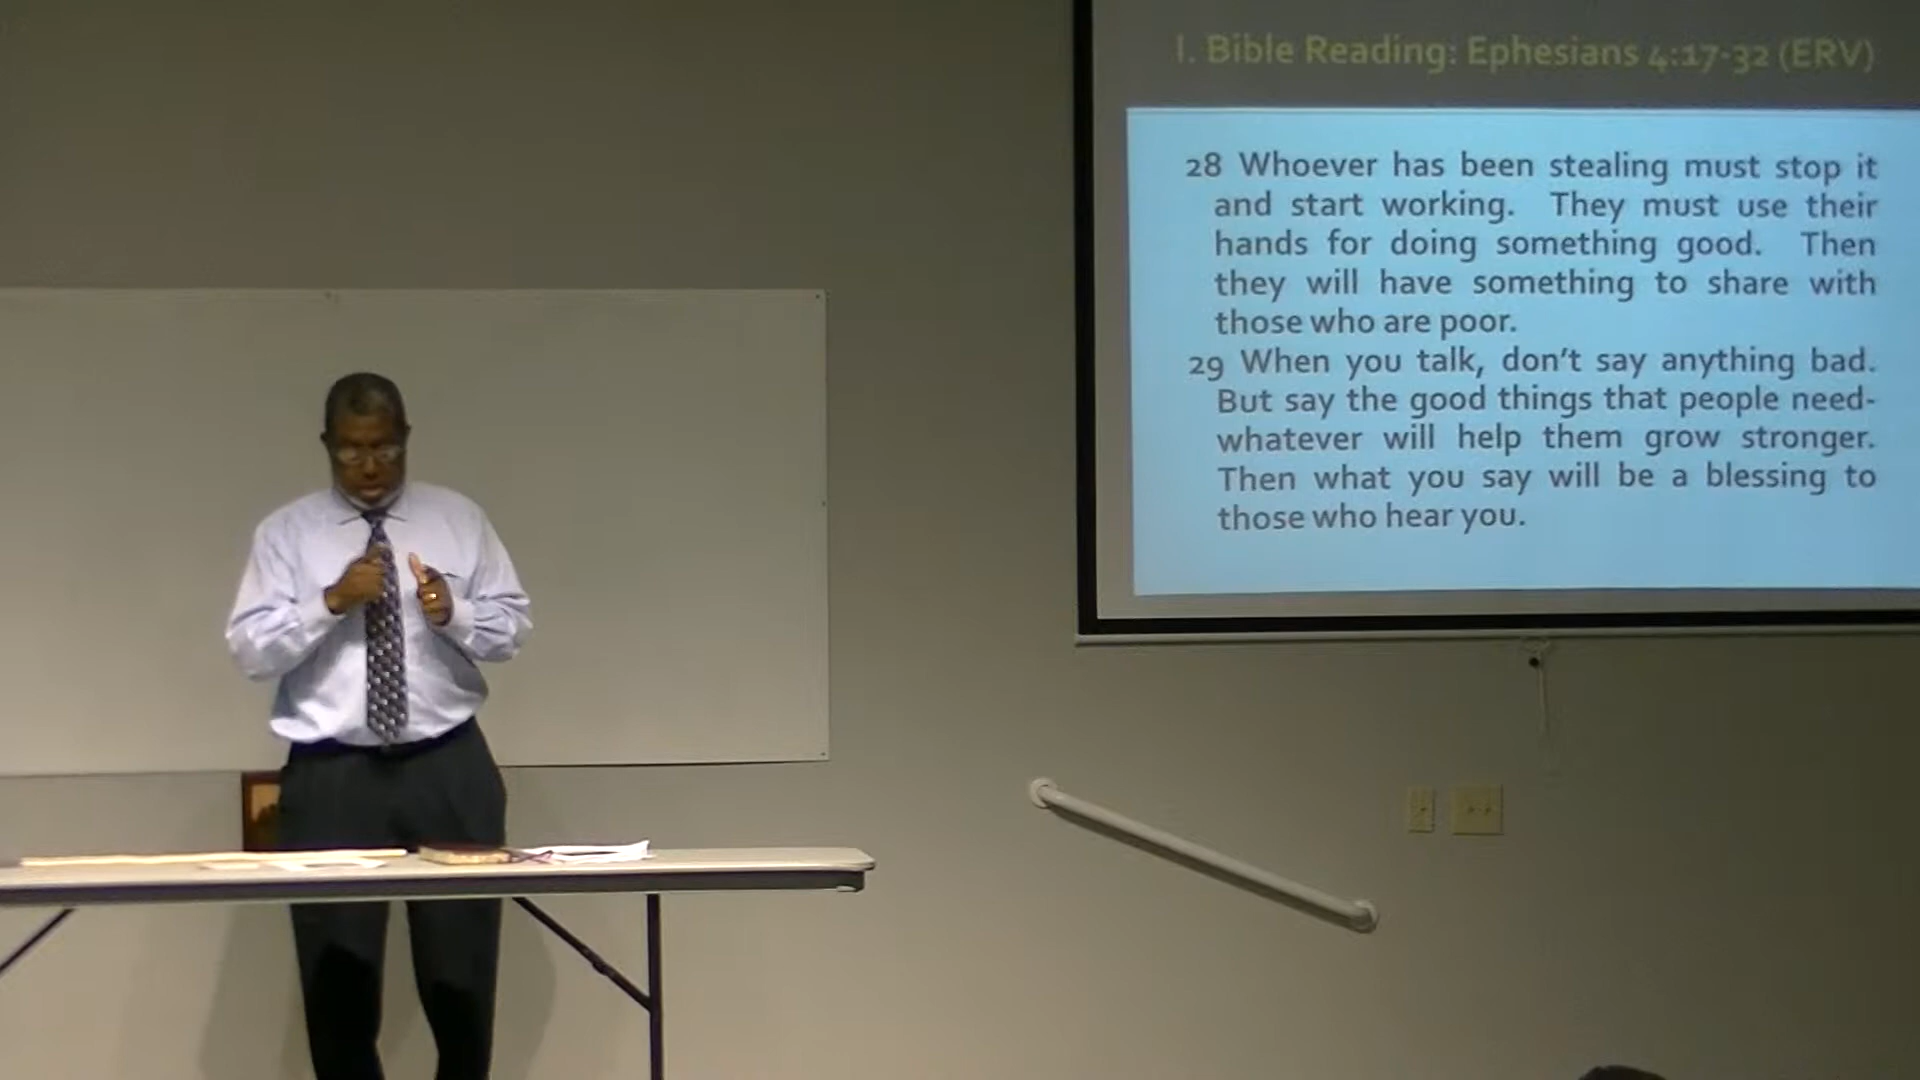 I. Bible Reading: Ephesians 4:17-32 (ERV)
28 Whoever has been stealing must stop it
and start working. They must use their
hands for doing something good. Then
they will have something to share with
those who are poor.
29 When you talk, don't say anything bad.
But say the good things that people need-
whatever will help them grow stronger.
Then what you say will be a blessing to
those who hear you.